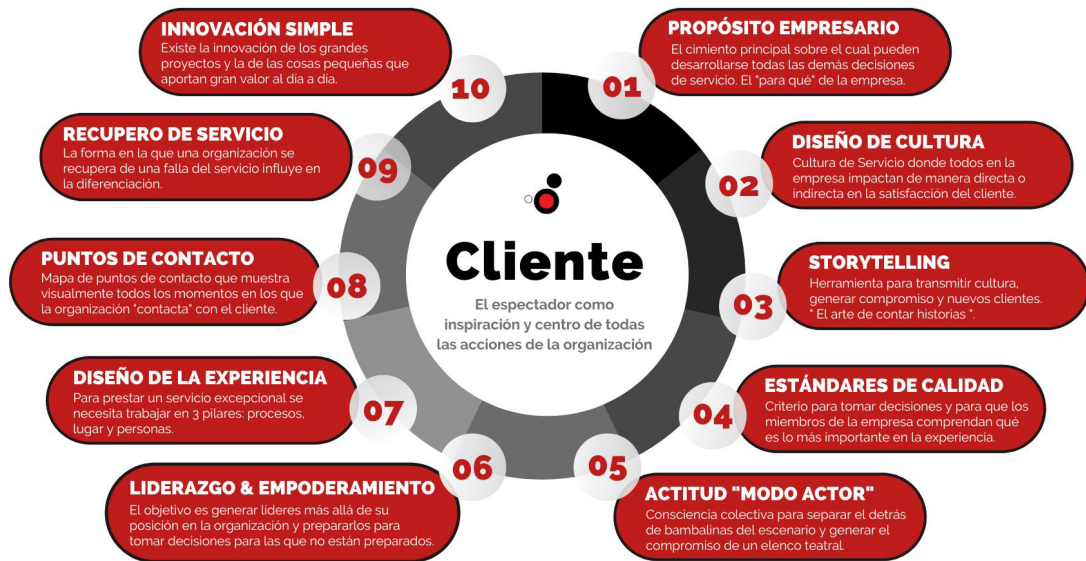 Cliente
El espectador como
inspiración y centro de todas
las acciones de la organización
01
PROPÓSITO EMPRESARIO
El cimiento principal sobre el cual pueden
desarrollarse todas las demás decisiones
de servicio. El "para qué" de la empresa.
02
DISEÑO DE CULTURA
Cultura de Servicio donde todos en la
empresa impactan de manera directa o
indirecta en la satisfacción del cliente.
03
STORYTELLING
Herramienta para transmitir cultura,
generar compromiso y nuevos clientes.
" El arte de contar historias ".
04
ESTÁNDARES DE CALIDAD
Criterio para tomar decisiones y para que los
miembros de la empresa comprendan qué
es lo más importante en la experiencia.
05
ACTITUD "MODO ACTOR"
Consciencia colectiva para separar el detrás
de bambalinas del escenario y generar el
compromiso de un elenco teatral.
06
LIDERAZGO & EMPODERAMIENTO
El objetivo es generar líderes más allá de su
posición en la organización y prepararlos para
tomar decisiones para las que no están preparados.
07
DISEÑO DE LA EXPERIENCIA
Para prestar un servicio excepcional se
necesita trabajar en 3 pilares: procesos,
lugar y personas.
08
PUNTOS DE CONTACTO
Mapa de puntos de contacto que muestra
visualmente todos los momentos en los que
la organización "contacta" con el cliente.
09
RECUPERO DE SERVICIO
La forma en la que una organización se
recupera de una falla del servicio influye en
la diferenciación.
10
INNOVACIÓN SIMPLE
Existe la innovación de los grandes
proyectos y la de las cosas pequeñas que
aportan gran valor al día a día.